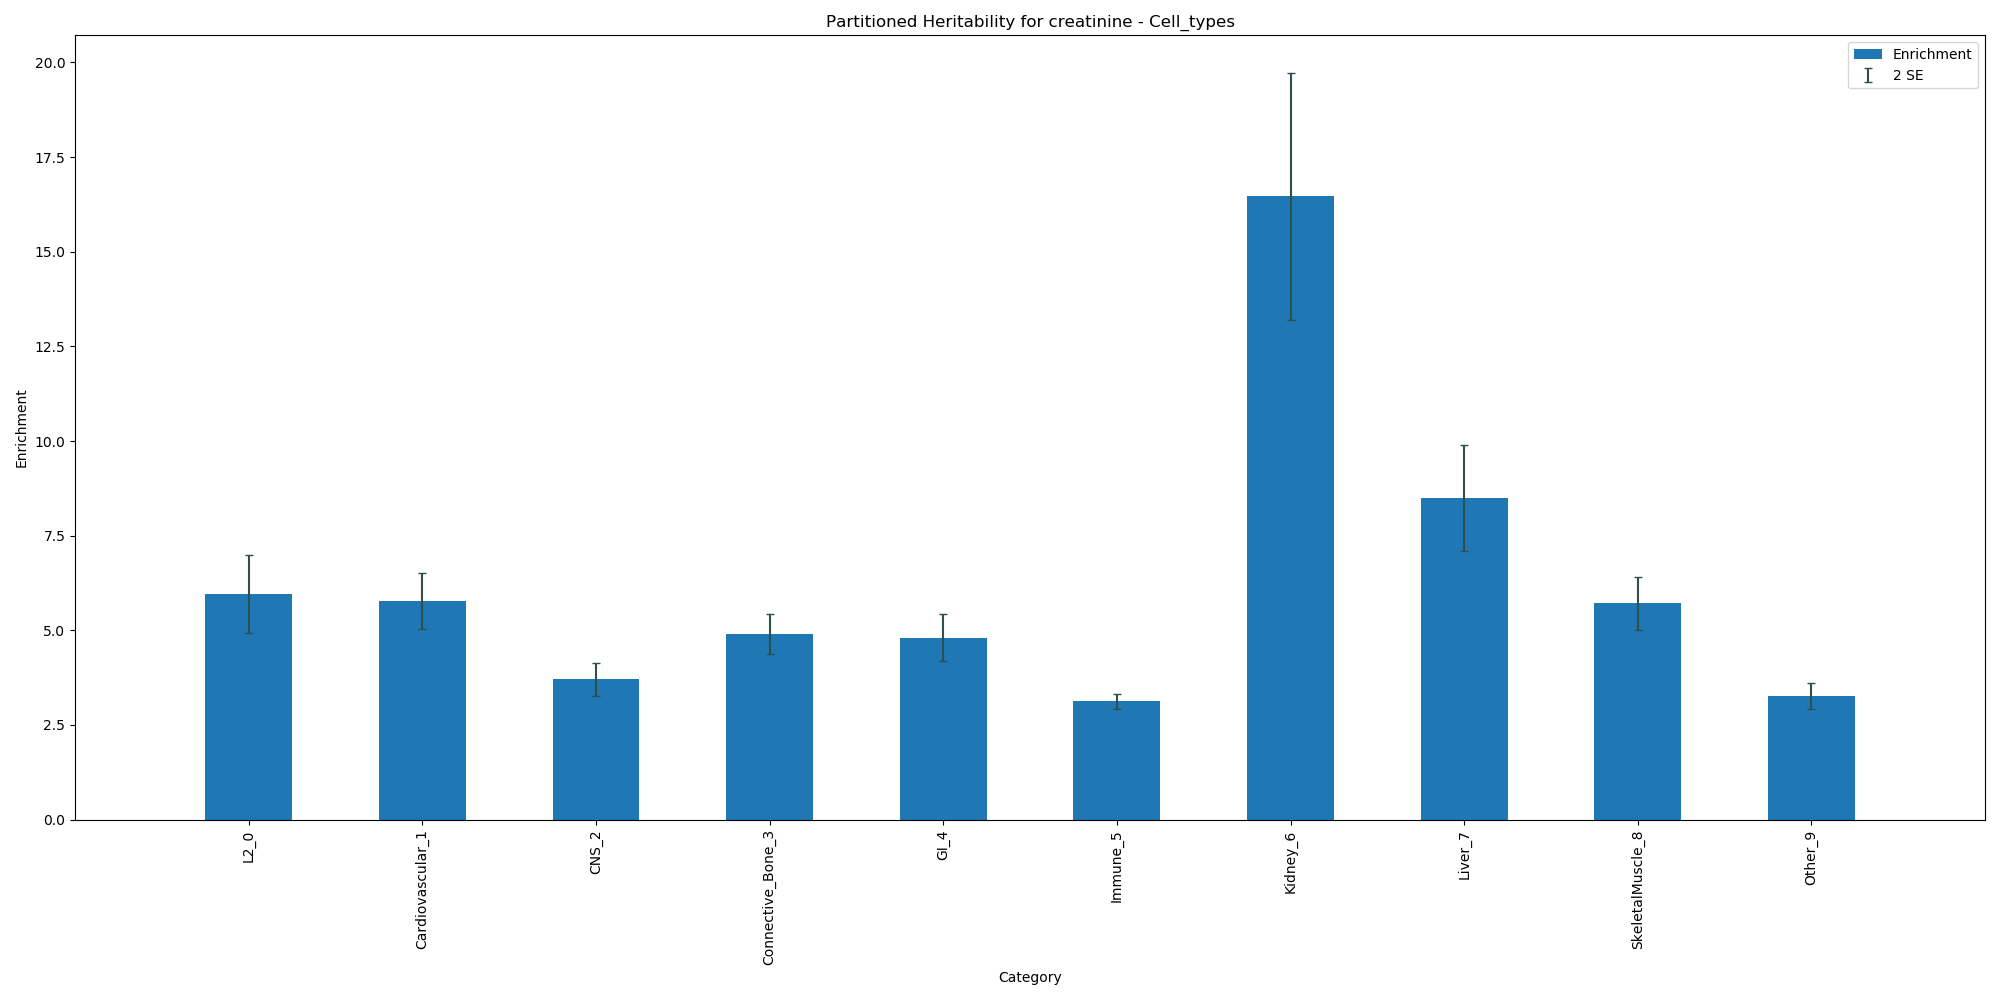 Partitioned Heritability for creatinine - Cell_types
Enrichment
2 SE
20.0
17.5
15.0
12.5
10.0
7.5
5.0
2.5
0.0
Enrichment
L2_0
Cardiovascular_1
CNS_2
Connective_Bone_3
GI_4
Immune_5
Kidney_6
Liver_7
SkeletalMuscle_8
Other_9
Category